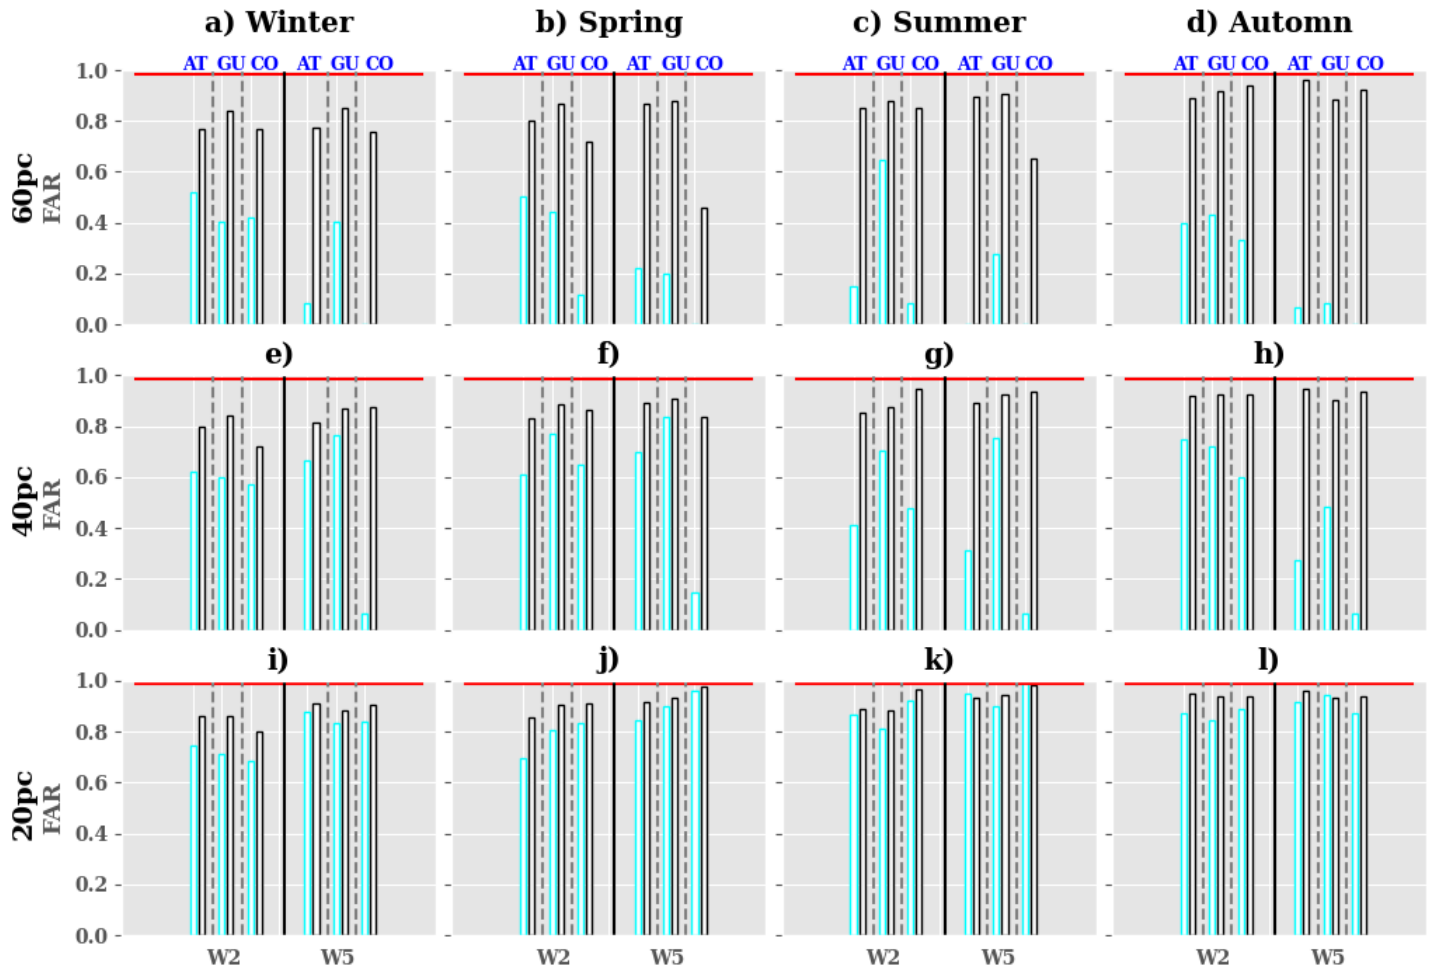 a) Winter b) Spring c) Summer d) Automn
AT GU CO AT GU CO AT GU CO AT GU CO AT GU CO AT GU CO AT GU CO AT GU CO
60pc
FAR
1.0
0.8
0.6
0.4
0.2
0.0
e) f) g) h)
40pc
FAR
1.0
0.8
0.6
0.4
0.2
0.0
i) j) k) l)
20pc
FAR
1.0
0.8
0.6
0.4
0.2
0.0
W2 W5 W2 W5 W2 W5 W2 W5